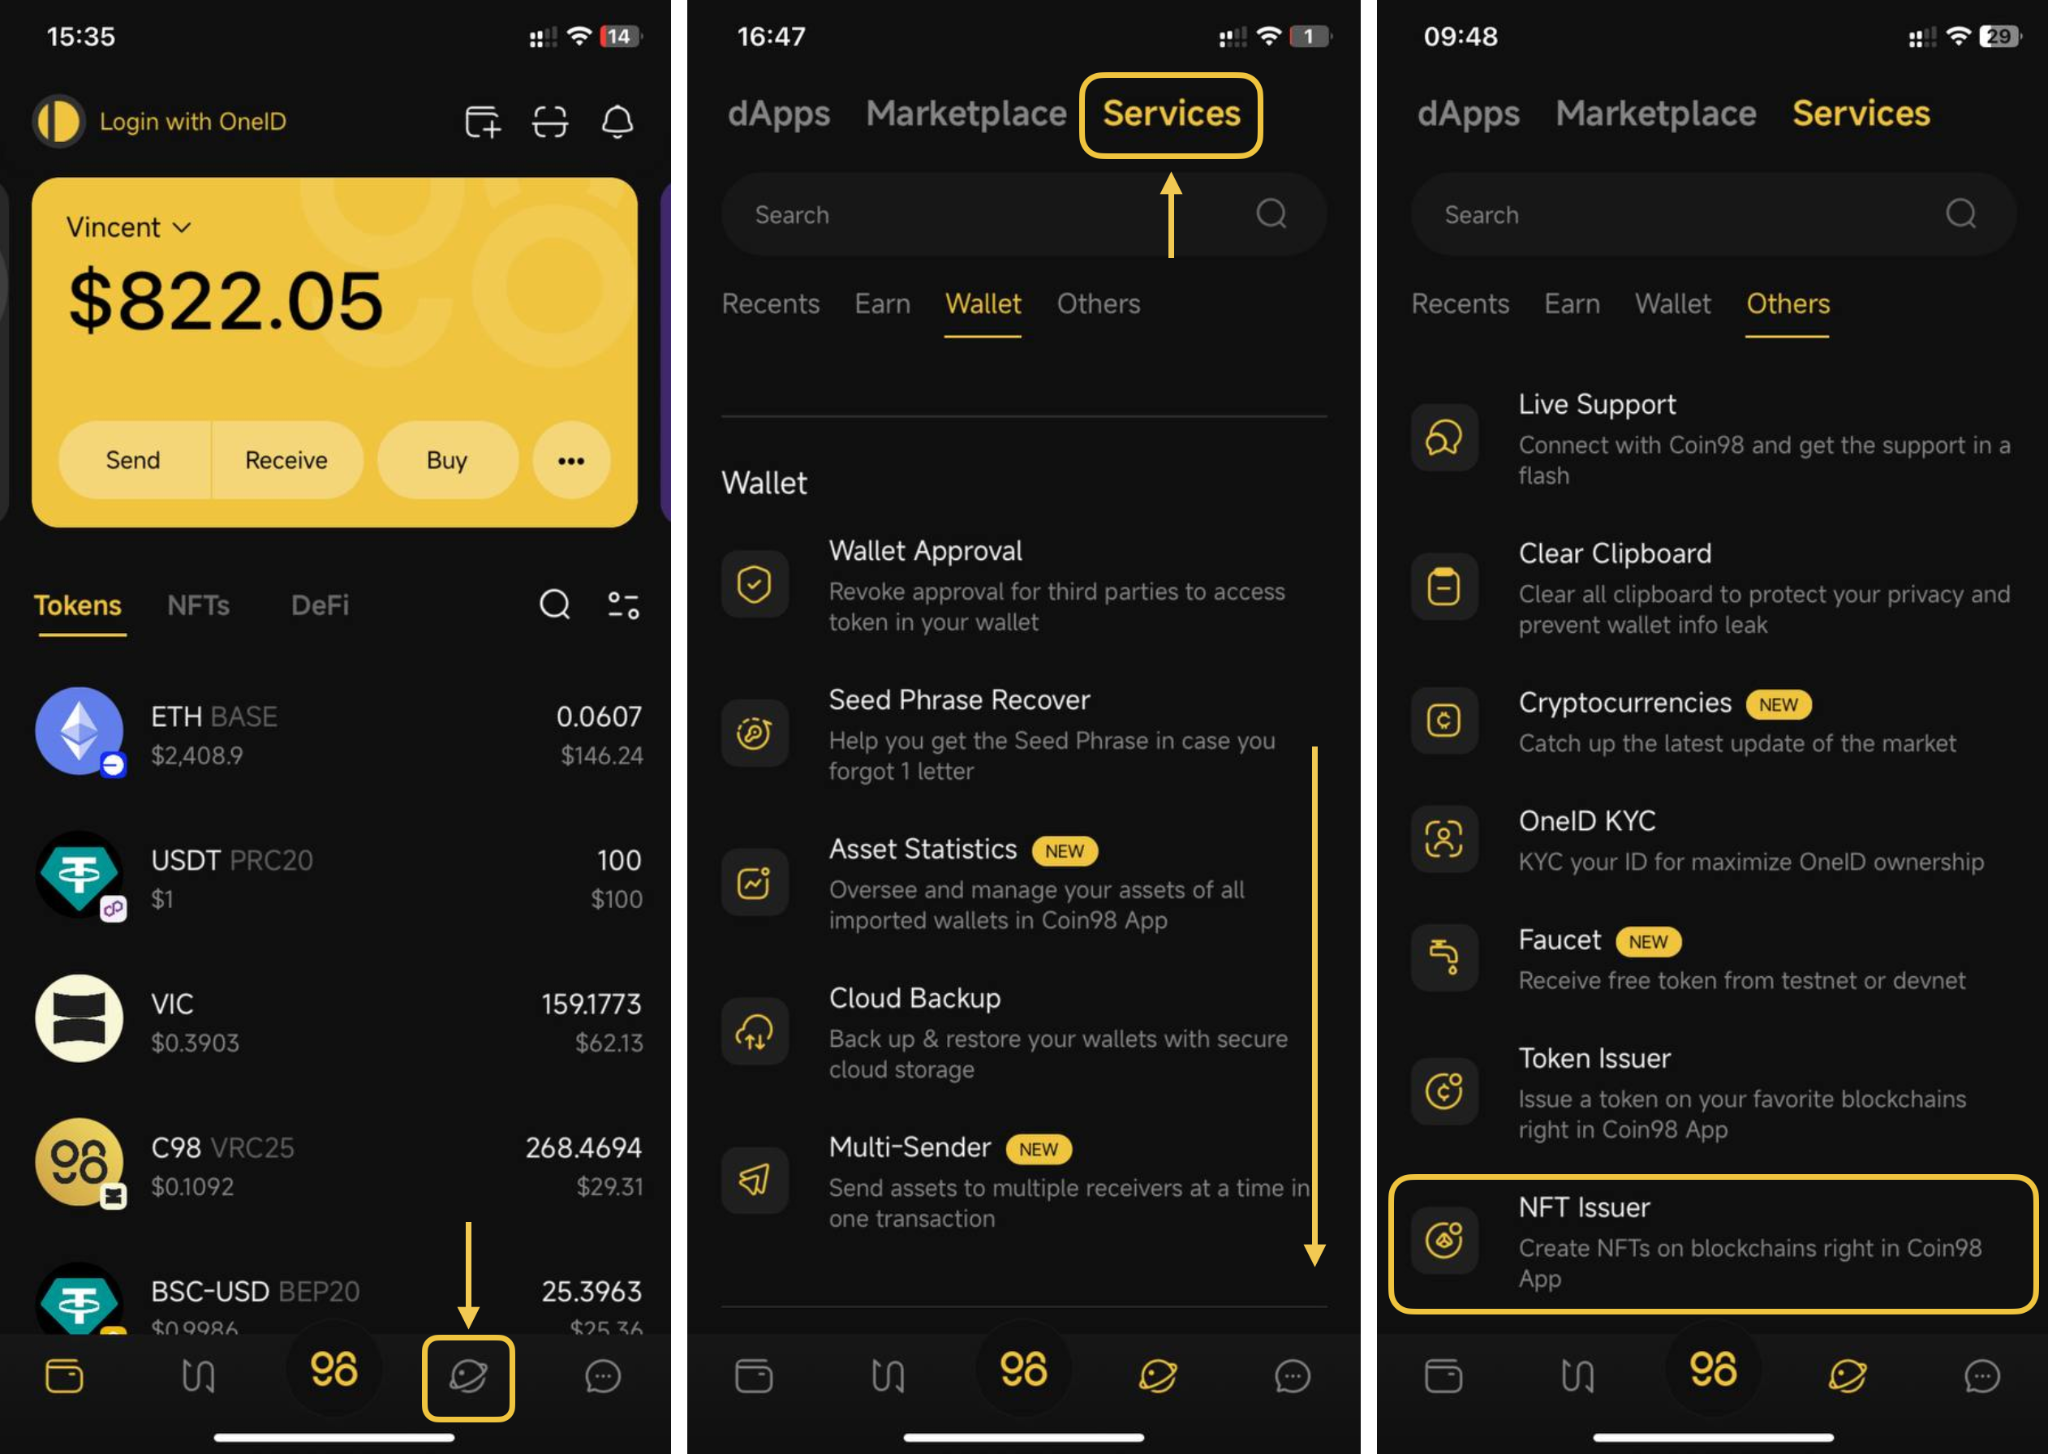 15:35
14
Login with OneID
Vincent
$822.05
Send
Receive
Buy
Tokens
NFTs
DeFi
ETH BASE
0.0607
$2,408.9
$146.24
USDT PRC20
100
$1
$100
VIC
159.1773
$0.3903
$62.13
C98 VRC25
268.4694
$0.1092
$29.31
BSC-USD BEP20
25.3963
$0.9986
$25.36
98
16:47
1
dApps
Marketplace
Services
Search
Recents
Earn
Wallet
Others
Wallet
Wallet Approval
Revoke approval for third parties to access
token in your wallet
Seed Phrase Recover
Help you get the Seed Phrase in case you
forgot 1 letter
Asset Statistics NEW
Oversee and manage your assets of all
imported wallets in Coin98 App
Cloud Backup
Back up & restore your wallets with secure
cloud storage
Multi-Sender NEW
Send assets to multiple receivers at a time in
one transaction
98
09:48
29
dApps
Marketplace
Services
Search
Recents
Earn
Wallet
Others
Live Support
Connect with Coin98 and get the support in a
flash
Clear Clipboard
Clear all clipboard to protect your privacy and
prevent wallet info leak
Cryptocurrencies NEW
Catch up the latest update of the market
OneID KYC
KYC your ID for maximize OneID ownership
Faucet NEW
Receive free token from testnet or devnet
Token Issuer
Issue a token on your favorite blockchains
right in Coin98 App
NFT Issuer
Create NFTs on blockchains right in Coin98
App
98